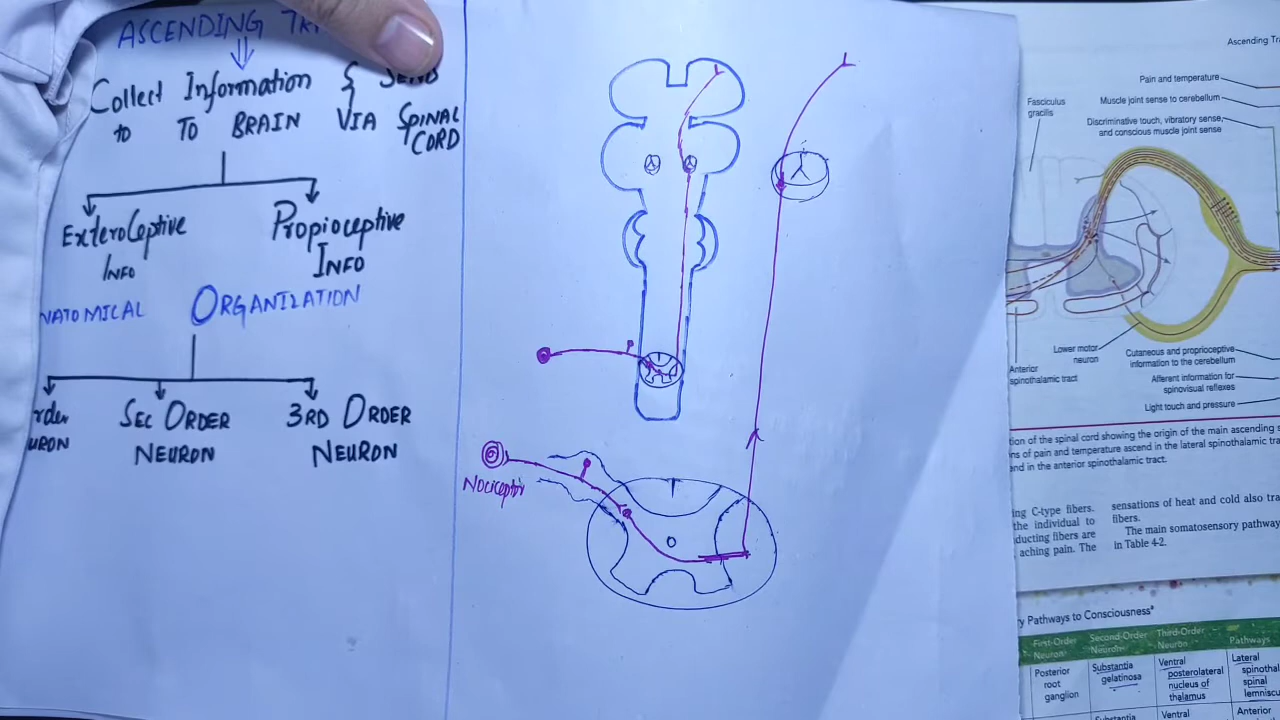 ASCENDING TR
Collect Information & SEND
to TO BRAIN VIA SPINAL
CORD
ExteroCeptive
INFO
Propioceptive
INFO
NATOMICAL ORGANIZATION
rder
URON
SEC ORDER
NEURON
3RD ORDER
NEURON
Nociceptor
Ascending Tra
Pain and temperature
Fasciculus
gracilis
Muscle joint sense to cerebellum
Discriminative touch, vibratory sense,
and conscious muscle joint sense
Lower motor
neuron
Anterior
spinothalamic tract
Cutaneous and proprioceptive
information to the cerebellum
Afferent information for
spinovisual reflexes
Light touch and pressure
tion of the spinal cord showing the origin of the main ascending s
ns of pain and temperature ascend in the lateral spinothalamic tra
end in the anterior spinothalamic tract.
ing C-type fibers.
the individual to
ducting fibers are
aching pain. The
sensations of heat and cold also tra
fibers.
The main somatosensory pathway
in Table 4-2.
y Pathways to Consciousness
First-Order
Neuron
Second-Order
Neuron
Third-Order
Neuron
Pathways
Posterior
root
ganglion
Substantia
gelatinosa
Ventral
posterolateral
nucleus of
thalamus
Lateral
spinothal
spinal
lemniscu
Substantia
Ventral
Anterior